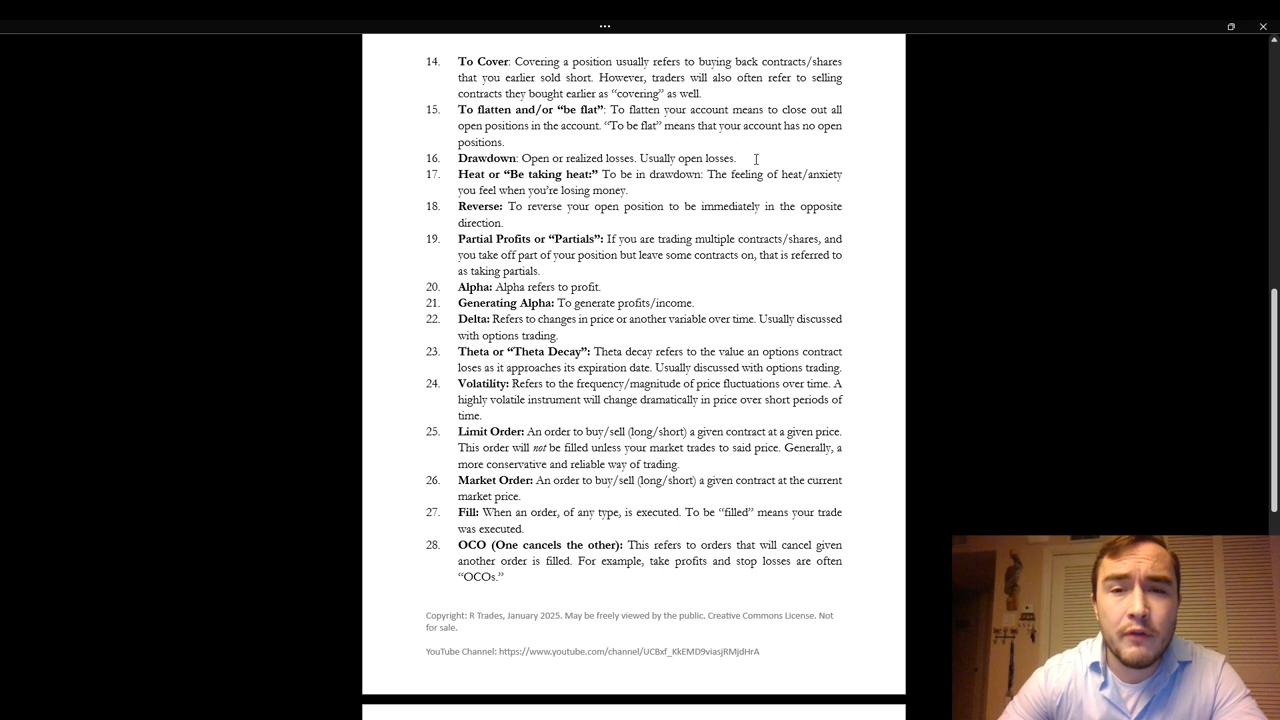 14. To Cover: Covering a position usually refers to buying back contracts/shares
that you earlier sold short. However, traders will also often refer to selling
contracts they bought earlier as “covering” as well.
15. To flatten and/or “be flat”: To flatten your account means to close out all
open positions in the account. “To be flat” means that your account has no open
positions.
16. Drawdown: Open or realized losses. Usually open losses.
17. Heat or “Be taking heat:” To be in drawdown: The feeling of heat/anxiety
you feel when you’re losing money.
18. Reverse: To reverse your open position to be immediately in the opposite
direction.
19. Partial Profits or “Partials”: If you are trading multiple contracts/shares, and
you take off part of your position but leave some contracts on, that is referred to
as taking partials.
20. Alpha: Alpha refers to profit.
21. Generating Alpha: To generate profits/income.
22. Delta: Refers to changes in price or another variable over time. Usually discussed
with options trading.
23. Theta or “Theta Decay”: Theta decay refers to the value an options contract
loses as it approaches its expiration date. Usually discussed with options trading.
24. Volatility: Refers to the frequency/magnitude of price fluctuations over time. A
highly volatile instrument will change dramatically in price over short periods of
time.
25. Limit Order: An order to buy/sell (long/short) a given contract at a given price.
This order will not be filled unless your market trades to said price. Generally, a
more conservative and reliable way of trading.
26. Market Order: An order to buy/sell (long/short) a given contract at the current
market price.
27. Fill: When an order, of any type, is executed. To be “filled” means your trade
was executed.
28. OCO (One cancels the other): This refers to orders that will cancel given
another order is filled. For example, take profits and stop losses are often
“OCOs.”
Copyright: R Trades, January 2025. May be freely viewed by the public. Creative Commons License. Not
for sale.
YouTube Channel: https://www.youtube.com/channel/UCBxf_KkEMD9viasjRMjdHrA